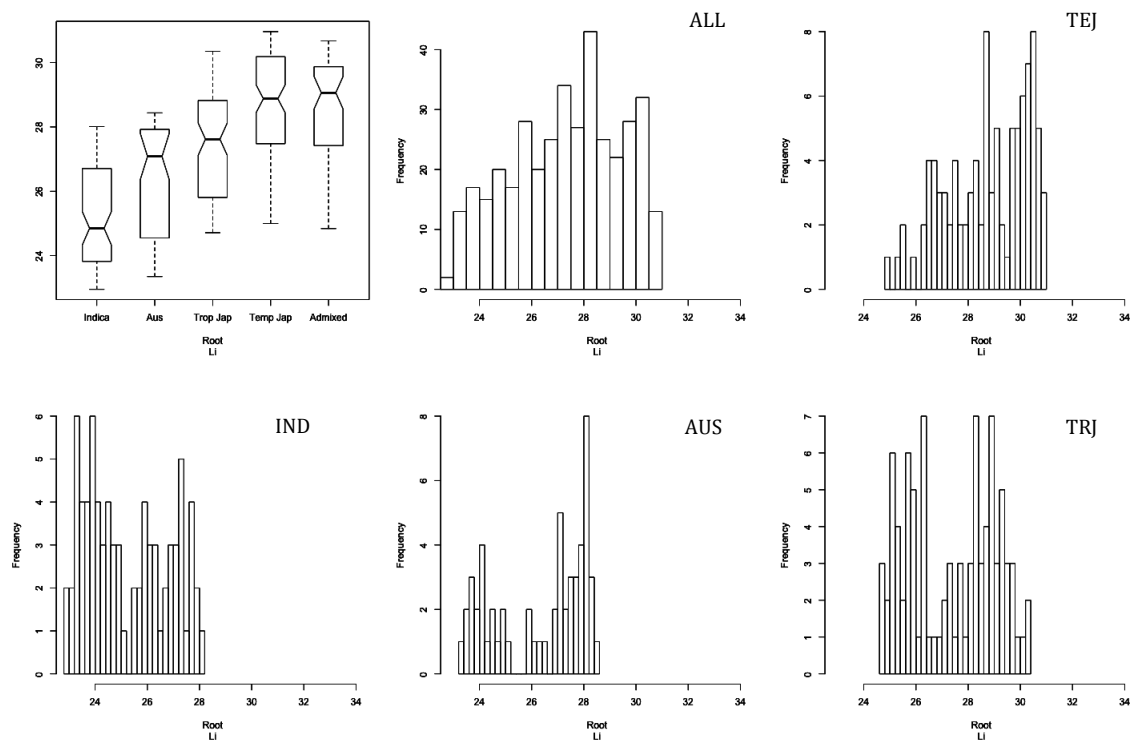 ALL
TEJ
30
28
26
24
Indica Aus Trop Jap Temp Jap Admixed
Root
Li
Frequency
40
30
20
10
0
24 26 28 30 32 34
Root
Li
Frequency
8
6
4
2
0
24 26 28 30 32 34
Root
Li
IND
AUS
TRJ
Frequency
6
5
4
3
2
1
0
24 26 28 30 32 34
Root
Li
Frequency
8
6
4
2
0
24 26 28 30 32 34
Root
Li
Frequency
7
6
5
4
3
2
1
0
24 26 28 30 32 34
Root
Li